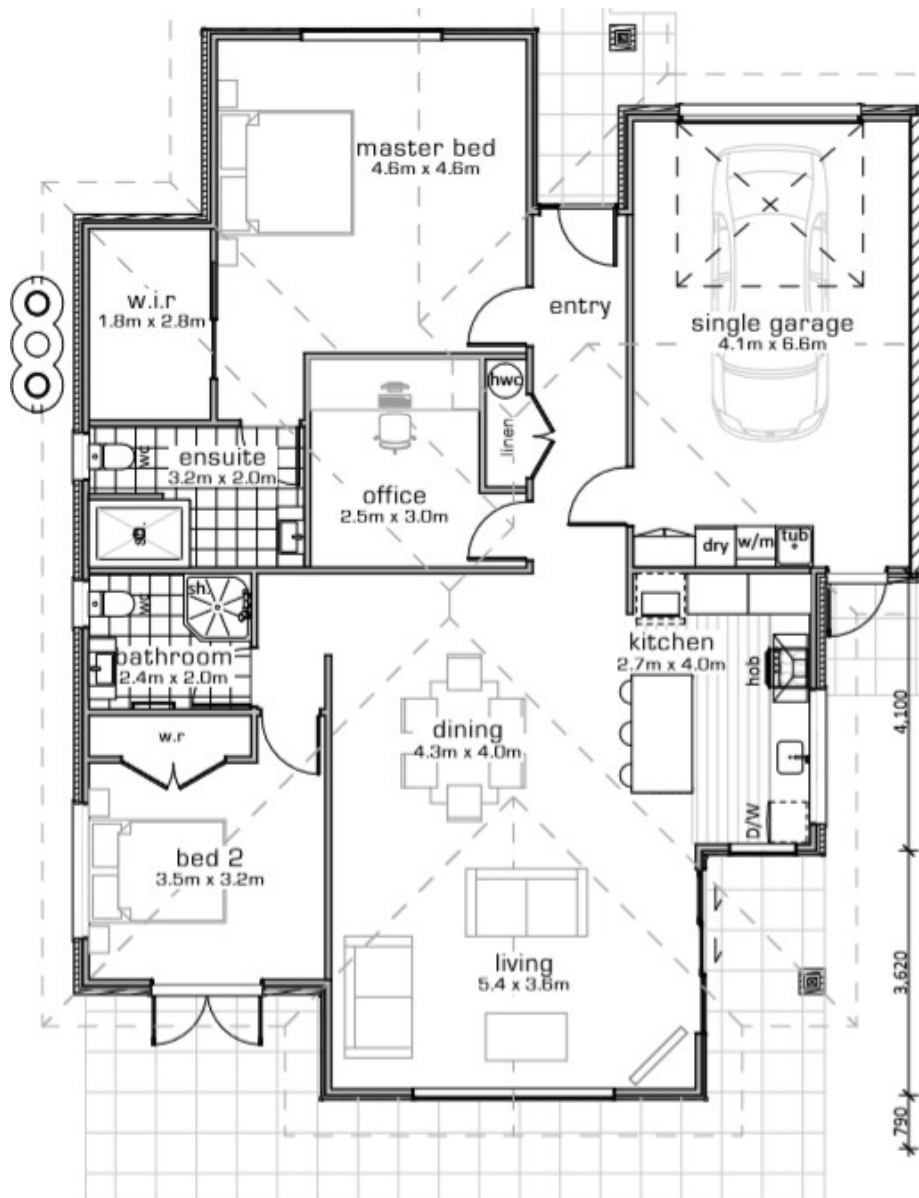 master bed
4.6m x 4.6m
w.i.r
1.8m x 2.8m
entry
single garage
4.1m x 6.6m
hwc
linen
wc
ensuite
3.2m x 2.0m
office
2.5m x 3.0m
dry
w/m
tub
wc
sh.
bathroom
2.4m x 2.0m
kitchen
2.7m x 4.0m
hob
4,100
w.r
dining
4.3m x 4.0m
D/W
bed 2
3.5m x 3.2m
living
5.4 x 3.6m
3,620
790